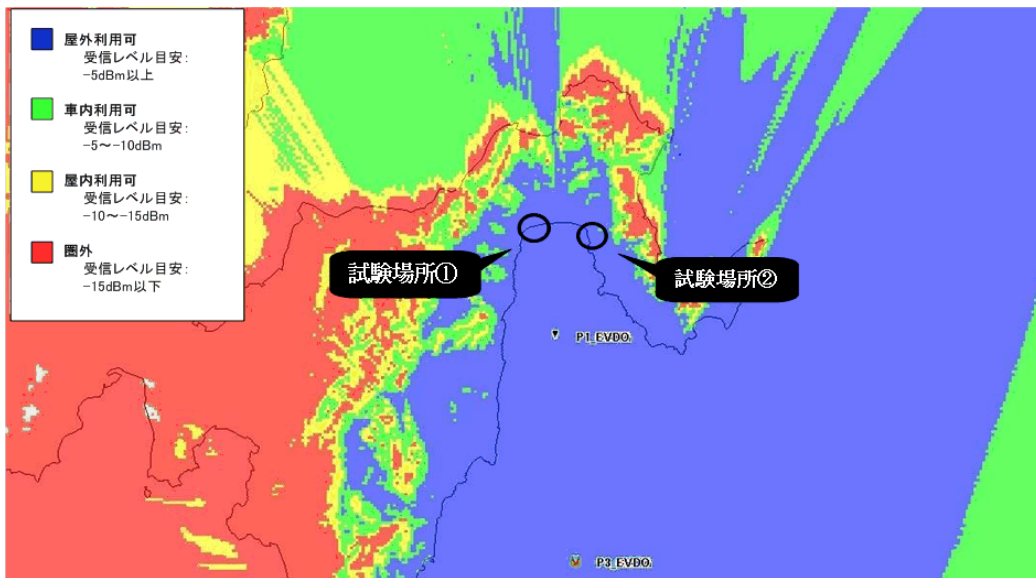 屋外利用可
受信レベル目安：
-5dBm以上
車内利用可
受信レベル目安：
-5～-10dBm
屋内利用可
受信レベル目安：
-10～-15dBm
圏外
受信レベル目安：
-15dBm以下
試験場所①
試験場所②
P1_EVDO.
P3_EVDO.